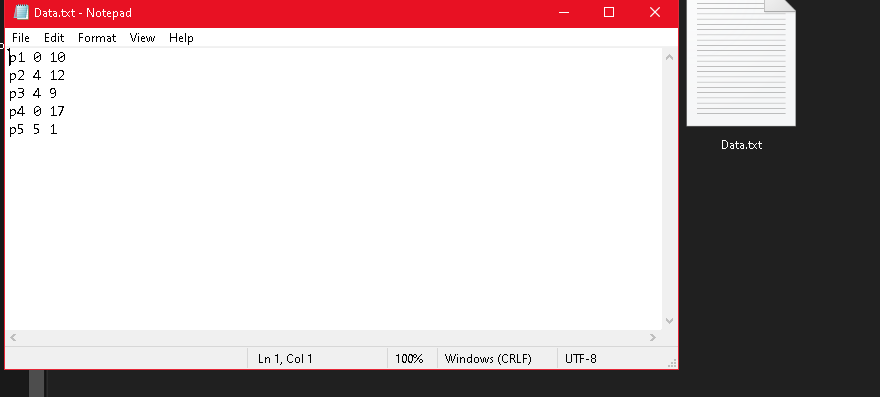 Data.txt - Notepad
File Edit Format View Help
p1 0 10
p2 4 12
p3 4 9
p4 0 17
p5 5 1
Ln 1, Col 1 100% Windows (CRLF) UTF-8
Data.txt